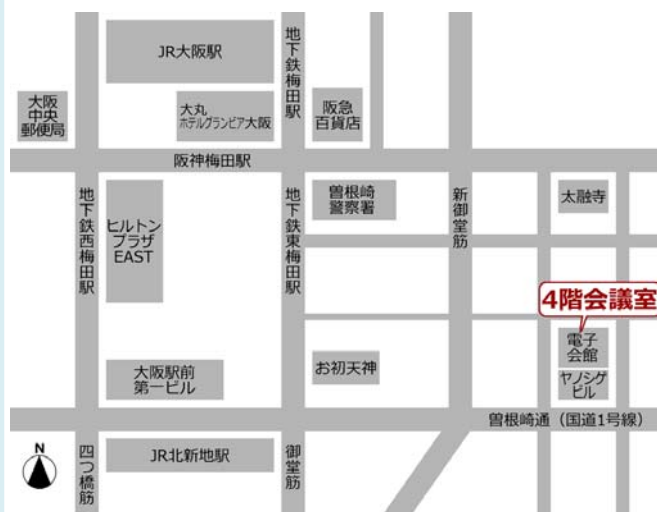 JR大阪駅
地下鉄梅田駅
大阪
中央
郵便局
大丸
ホテルグランビア大阪
阪急
百貨店
阪神梅田駅
地下鉄西梅田駅
ヒルトン
プラザ
EAST
地下鉄東梅田駅
曽根崎
警察署
新御堂筋
太融寺
4階会議室
電子
会館
ヤノシゲ
ビル
大阪駅前
第一ビル
お初天神
曽根崎通（国道1号線）
N
四つ橋筋
JR北新地駅
御堂筋